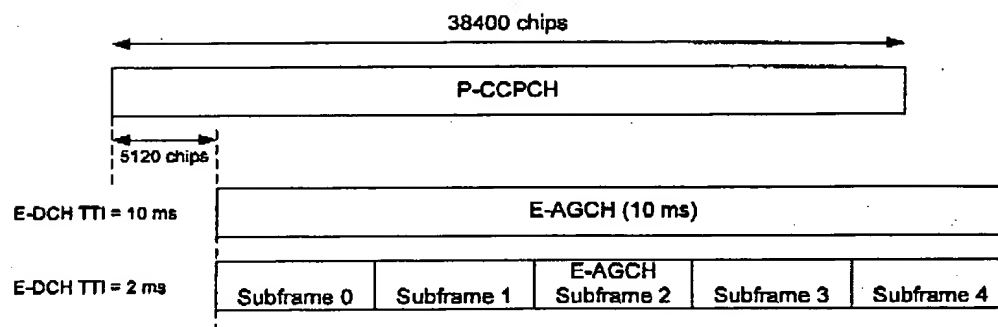 38400 chips
P-CCPCH
5120 chips
E-DCH TTI = 10 ms
E-AGCH (10 ms)
E-DCH TTI = 2 ms
Subframe 0
Subframe 1
E-AGCH
Subframe 2
Subframe 3
Subframe 4